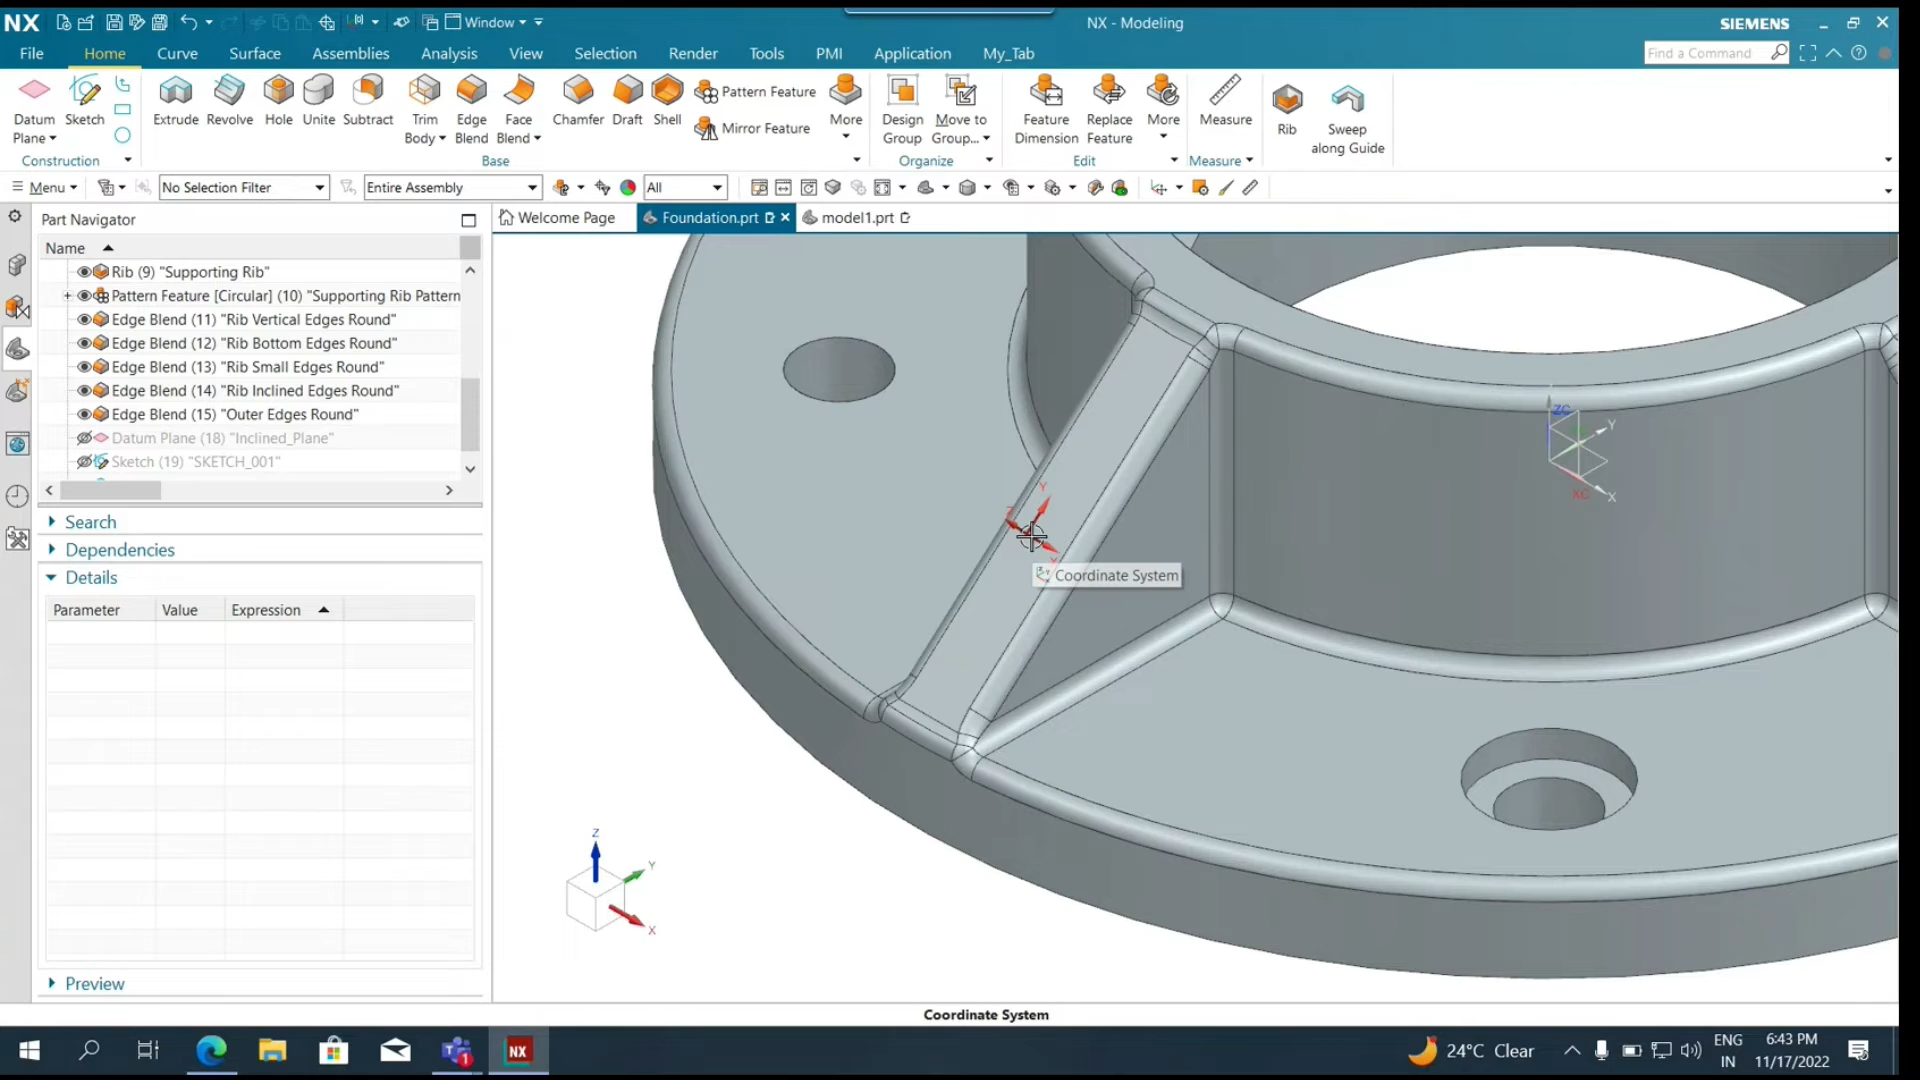 NX Window NX - Modeling SIEMENS
File Home Curve Surface Assemblies Analysis View Selection Render Tools PMI Application My_Tab Find a Command
Datum Plane Sketch Extrude Revolve Hole Unite Subtract Trim Body Edge Blend Face Blend Chamfer Draft Shell Pattern Feature Mirror Feature More Design Group Move to Group... Feature Dimension Replace Feature More Measure Rib Sweep along Guide
Construction Base Organize Edit Measure
Menu No Selection Filter Entire Assembly All
Part Navigator Welcome Page Foundation.prt model1.prt
Name
Rib (9) "Supporting Rib"
Pattern Feature [Circular] (10) "Supporting Rib Pattern
Edge Blend (11) "Rib Vertical Edges Round"
Edge Blend (12) "Rib Bottom Edges Round"
Edge Blend (13) "Rib Small Edges Round"
Edge Blend (14) "Rib Inclined Edges Round"
Edge Blend (15) "Outer Edges Round"
Datum Plane (18) "Inclined_Plane"
Sketch (19) "SKETCH_001"
Search
Dependencies
Details
Parameter Value Expression
Preview
ZC
Y
XC X
Y
Z
Coordinate System
Z
Y
X
Coordinate System
1 NX 24°C Clear ENG IN 6:43 PM 11/17/2022